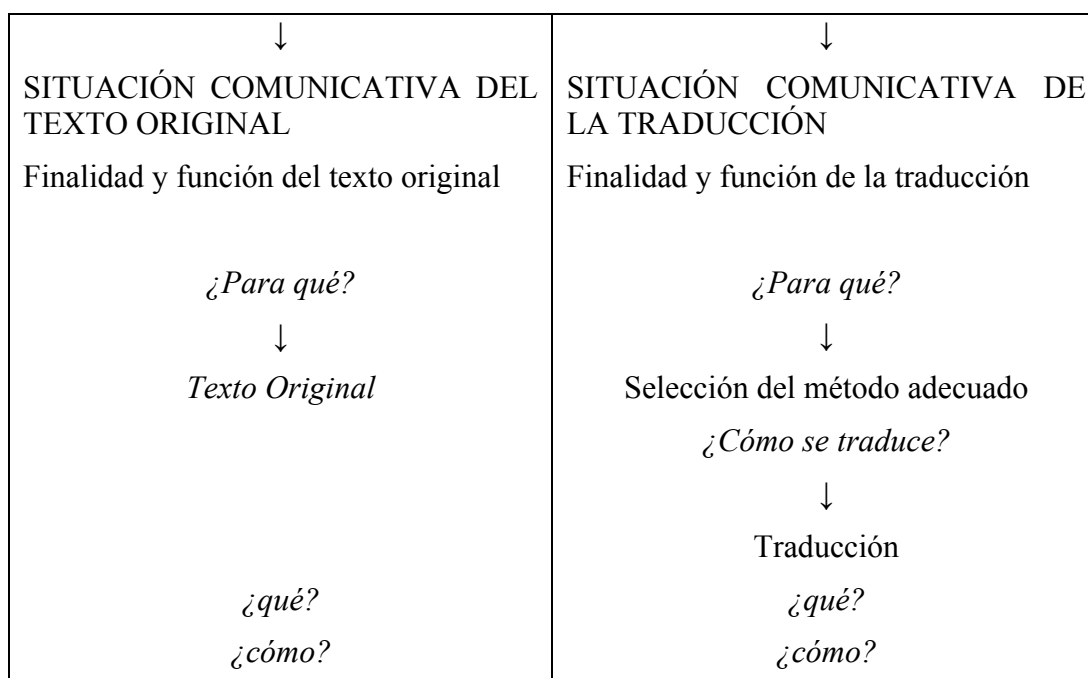 ↓
SITUACIÓN COMUNICATIVA DEL
TEXTO ORIGINAL
Finalidad y función del texto original
¿Para qué?
↓
Texto Original
¿qué?
¿cómo?
↓
SITUACIÓN COMUNICATIVA DE
LA TRADUCCIÓN
Finalidad y función de la traducción
¿Para qué?
↓
Selección del método adecuado
¿Cómo se traduce?
↓
Traducción
¿qué?
¿cómo?